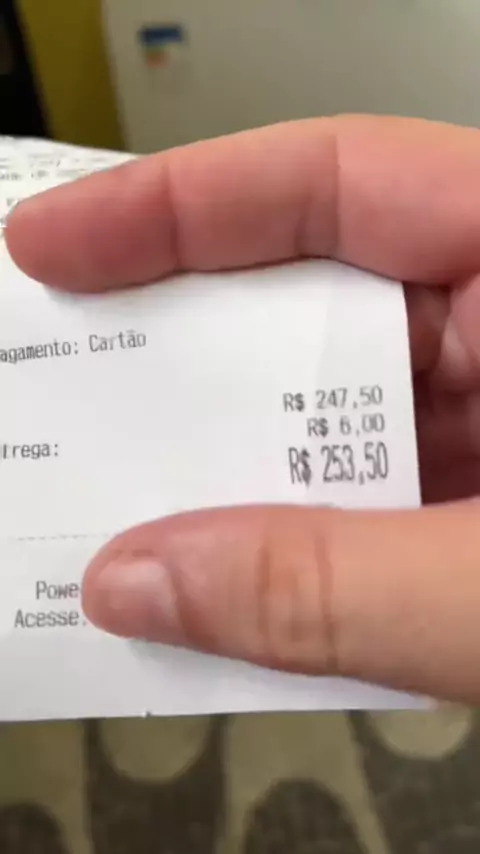 agamento: Cartão
R$ 247,50
R$ 6,00
trega:
R$ 253,50
Powe
Acesse.